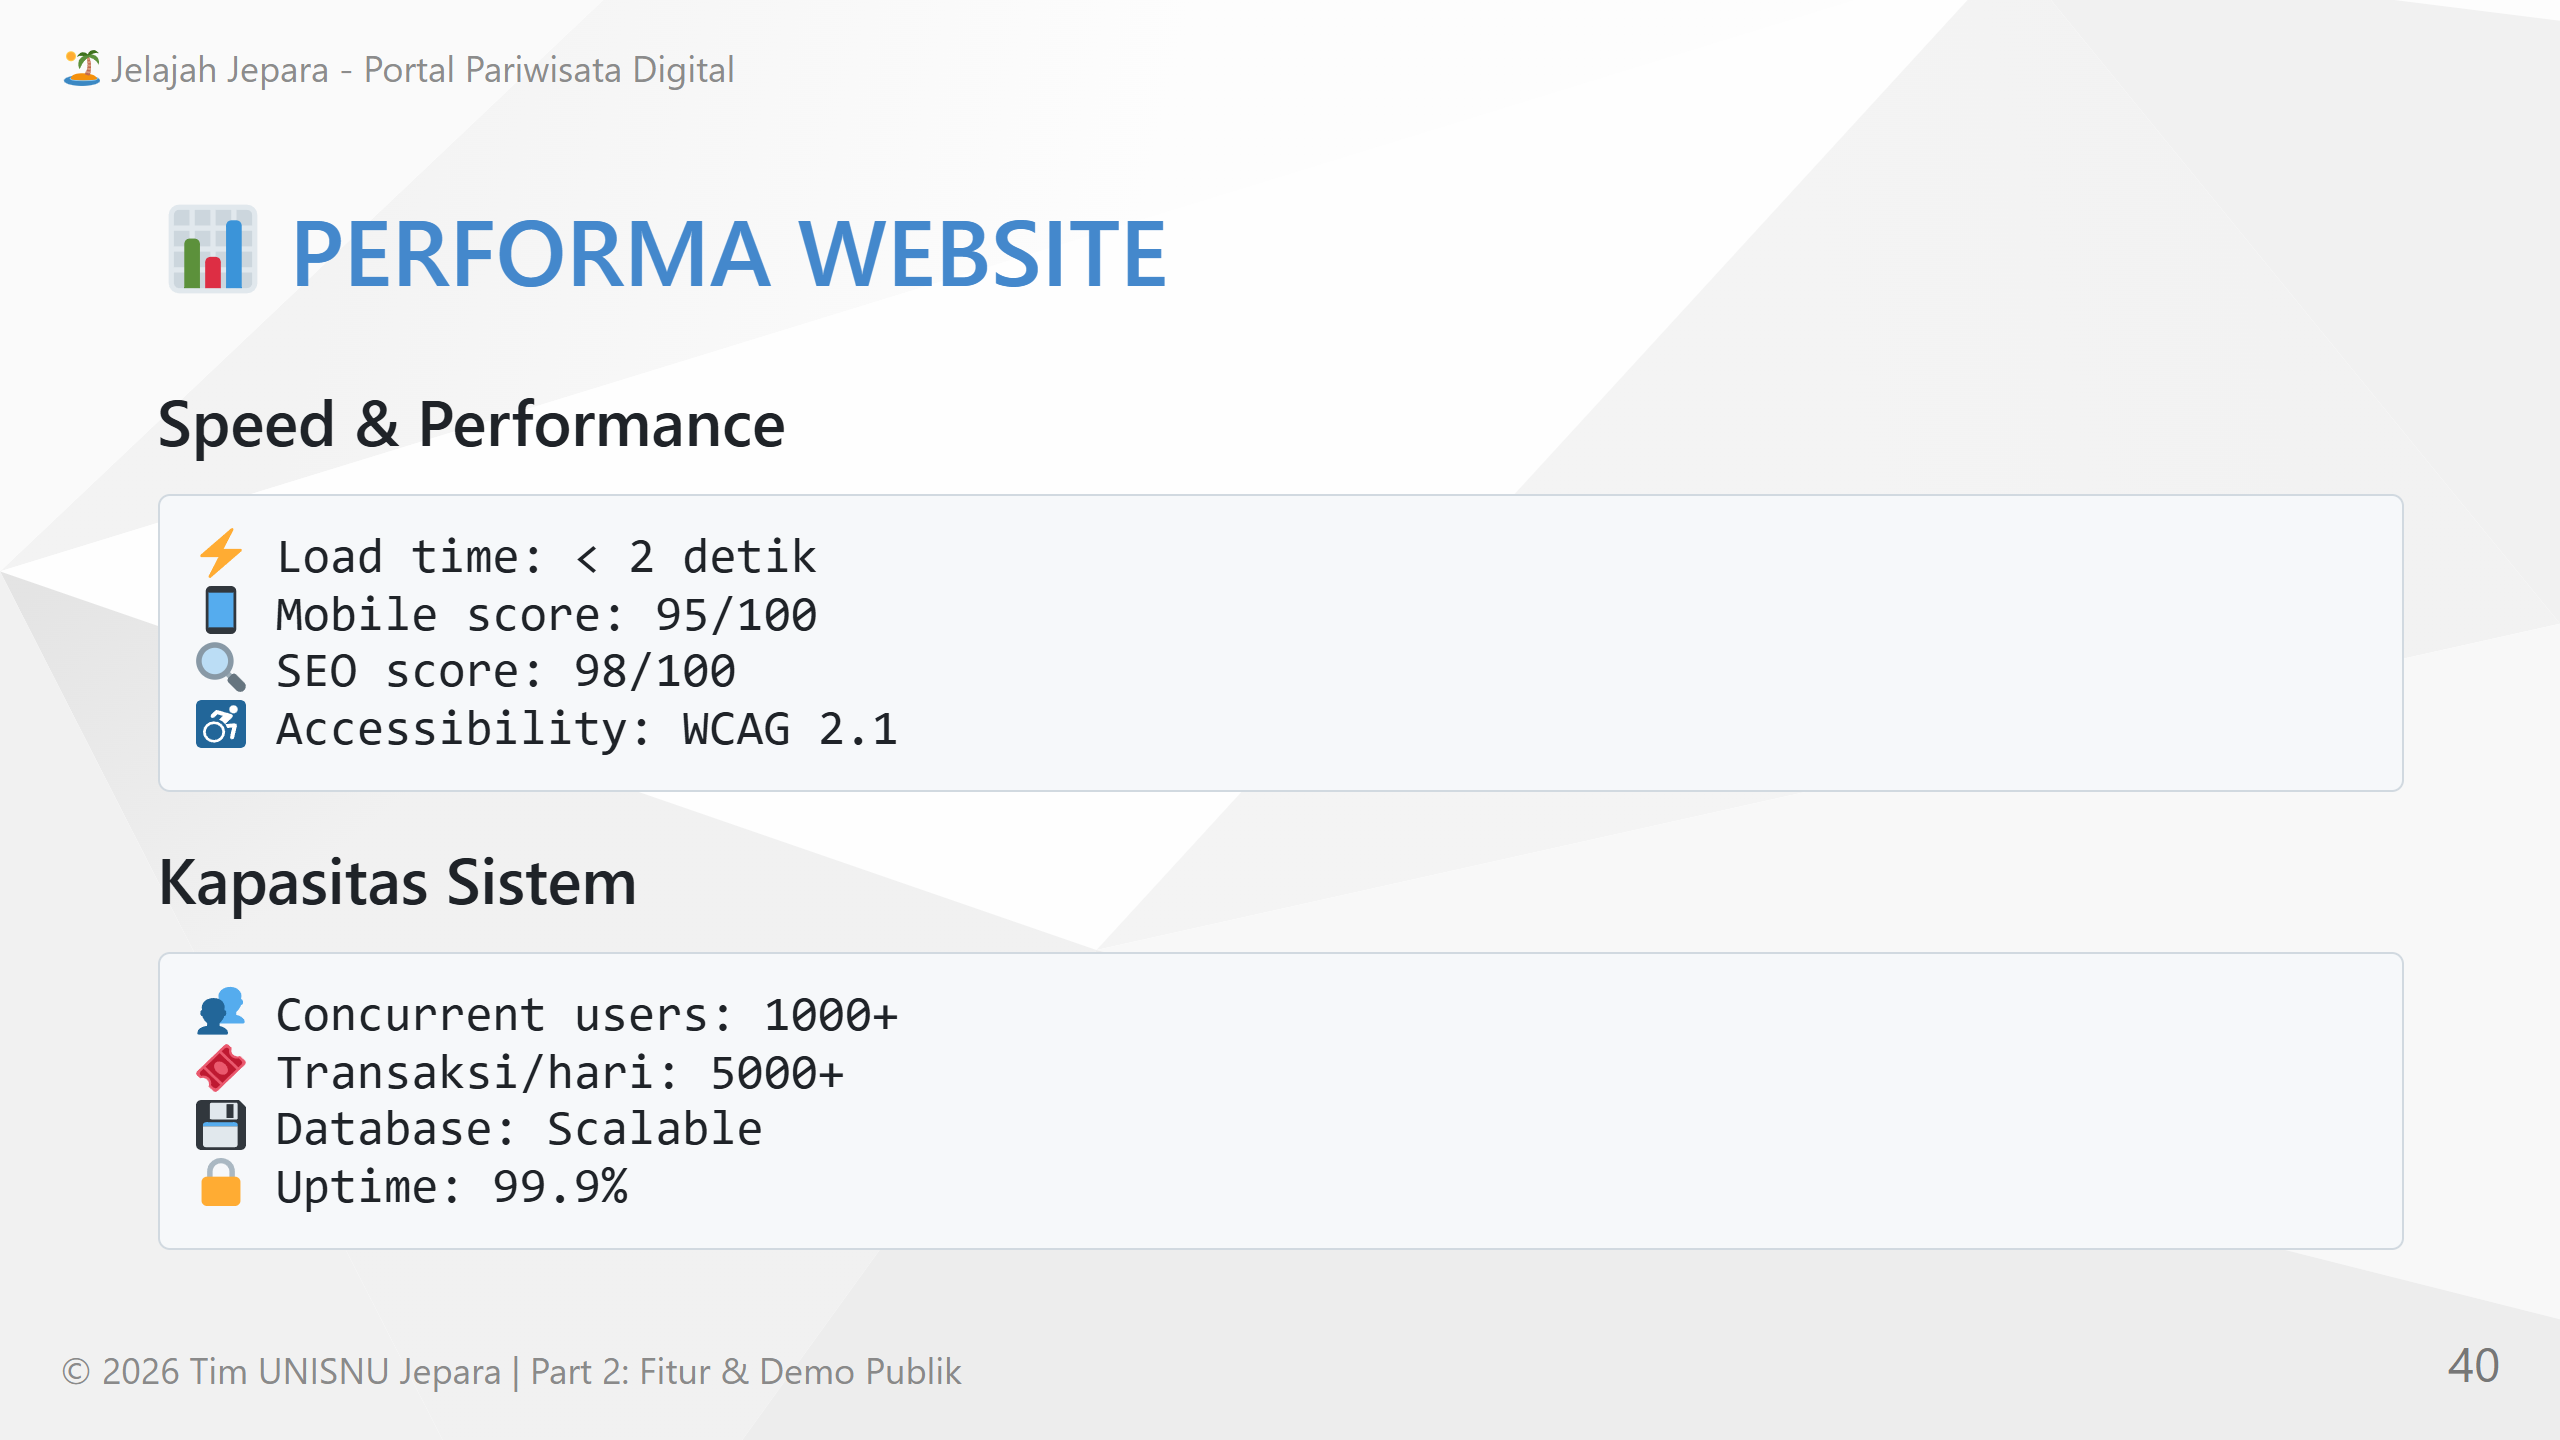 Jelajah Jepara - Portal Pariwisata Digital
PERFORMA WEBSITE
Speed & Performance
Load time: < 2 detik
Mobile score: 95/100
SEO score: 98/100
Accessibility: WCAG 2.1
Kapasitas Sistem
Concurrent users: 1000+
Transaksi/hari: 5000+
Database: Scalable
Uptime: 99.9%
© 2026 Tim UNISNU Jepara | Part 2: Fitur & Demo Publik
40